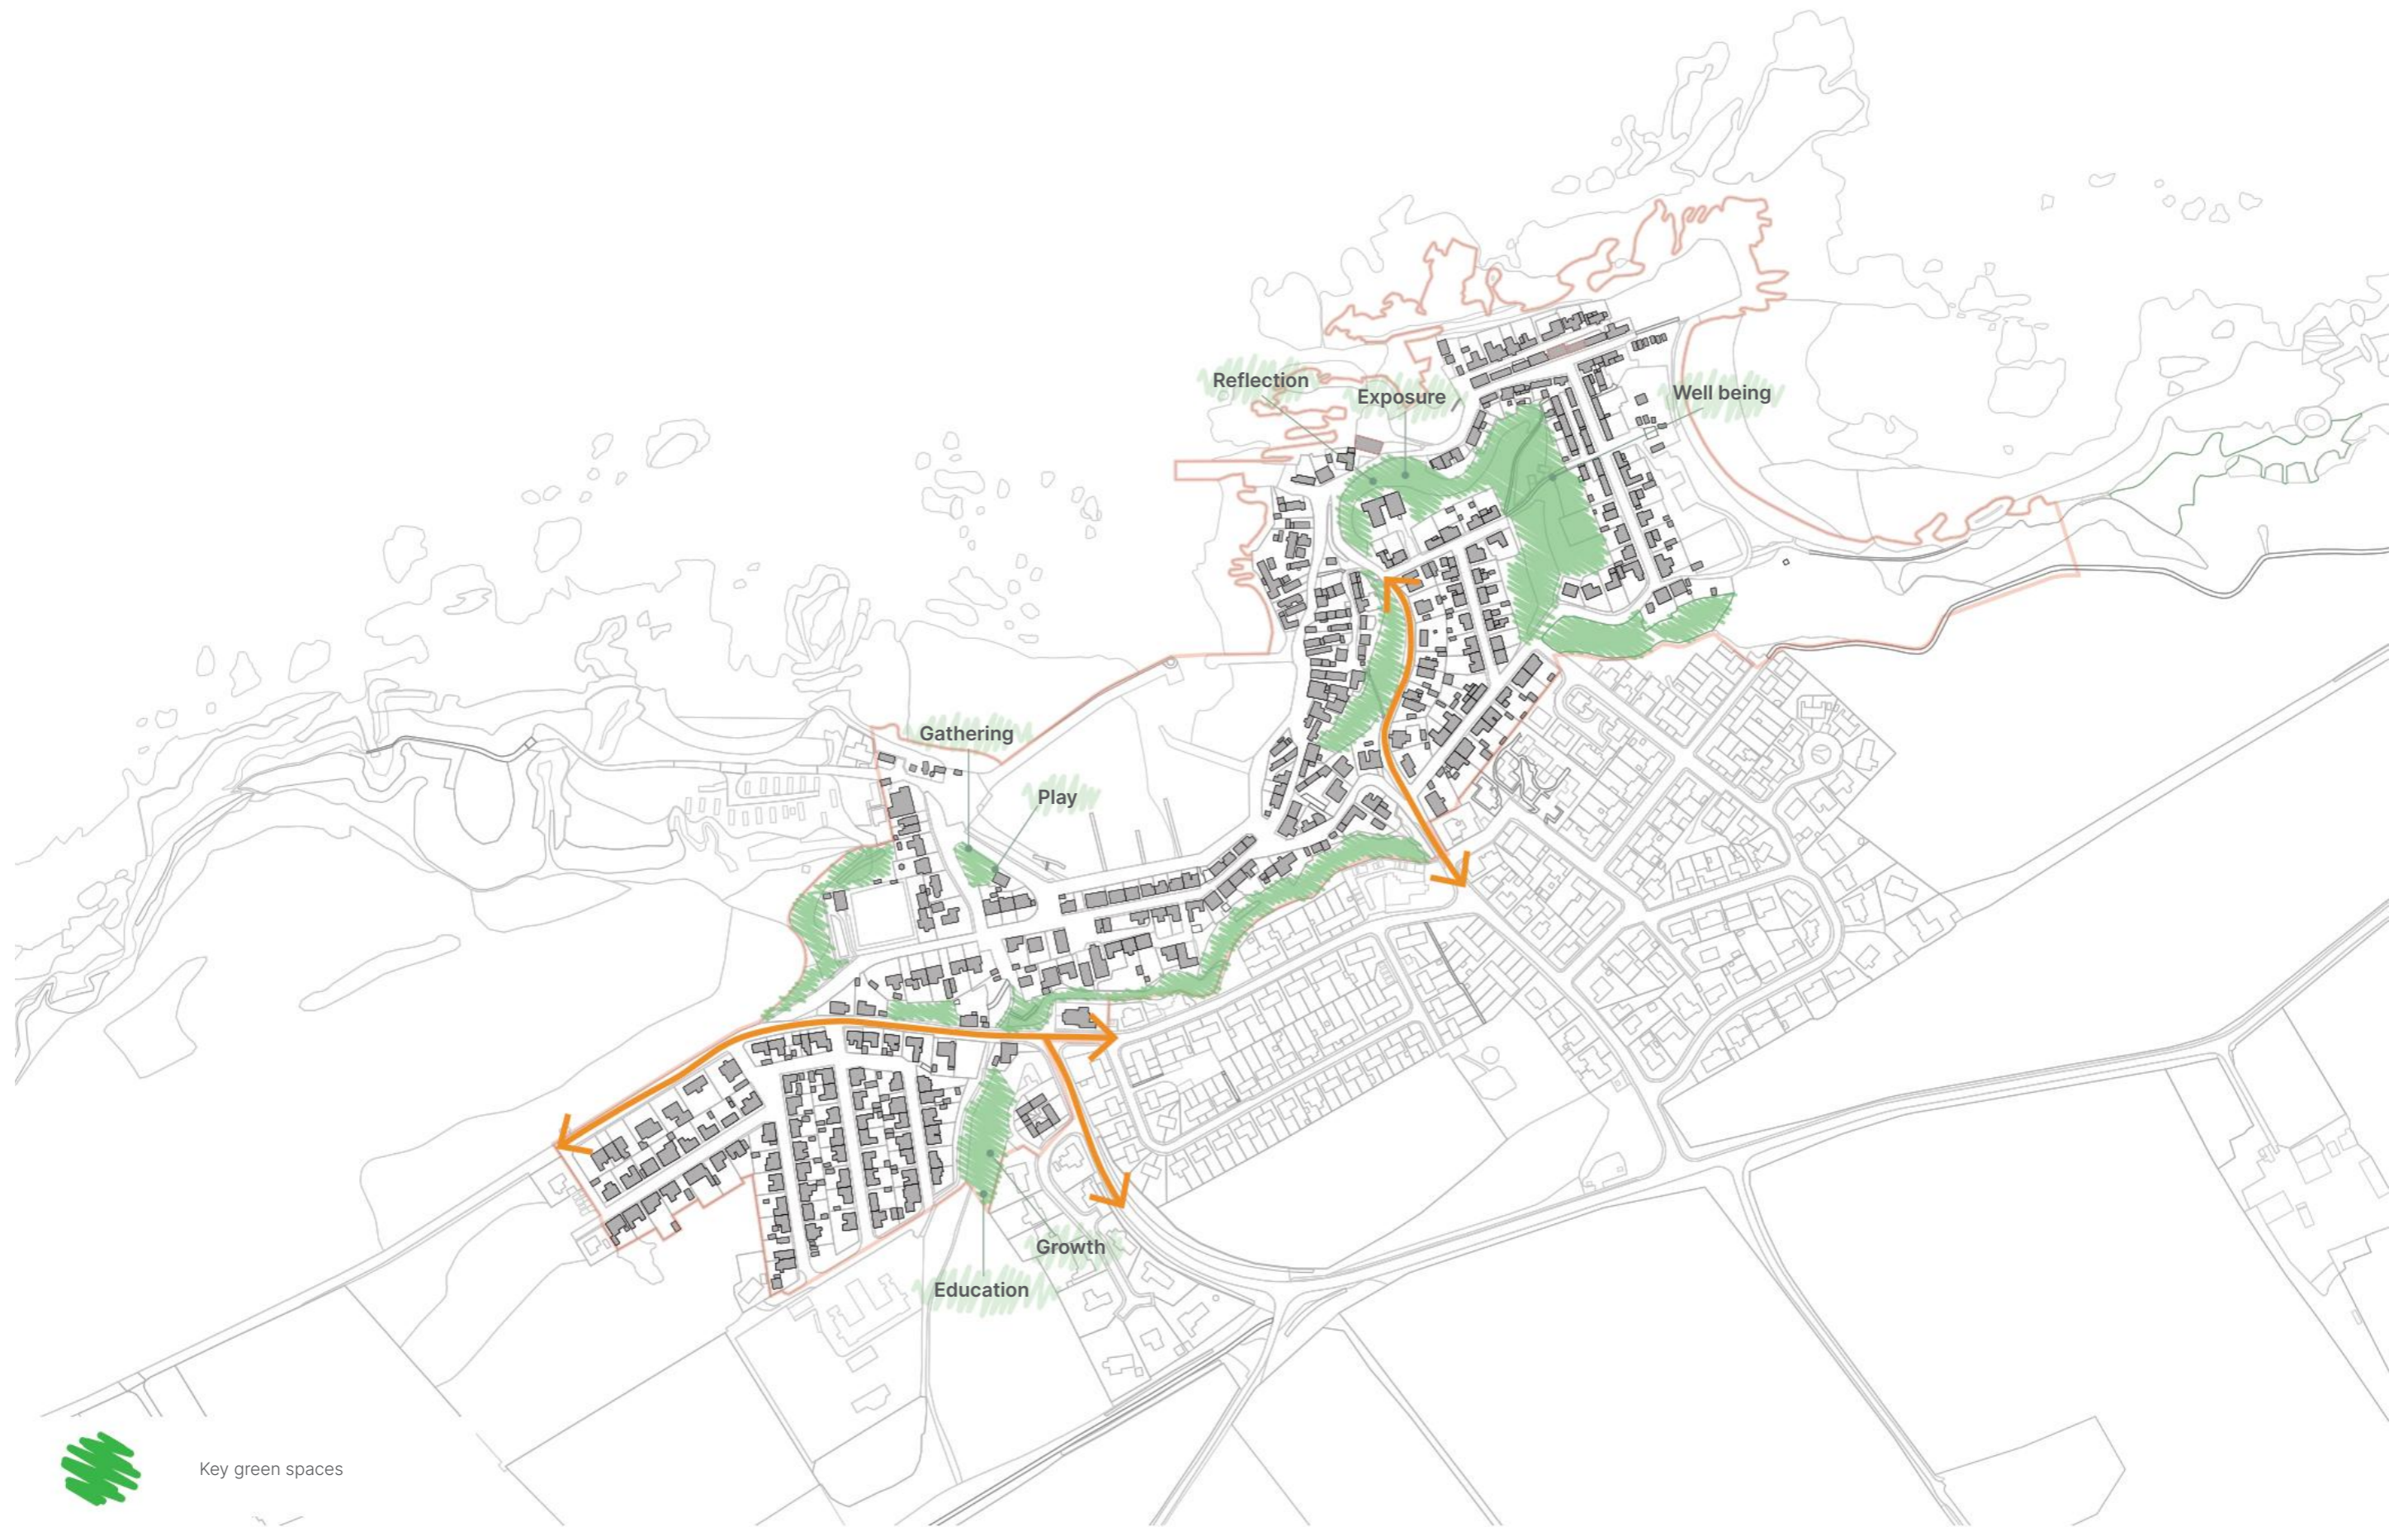 Reflection
Exposure
Well being
Gathering
Play
Growth
Education
Key green spaces